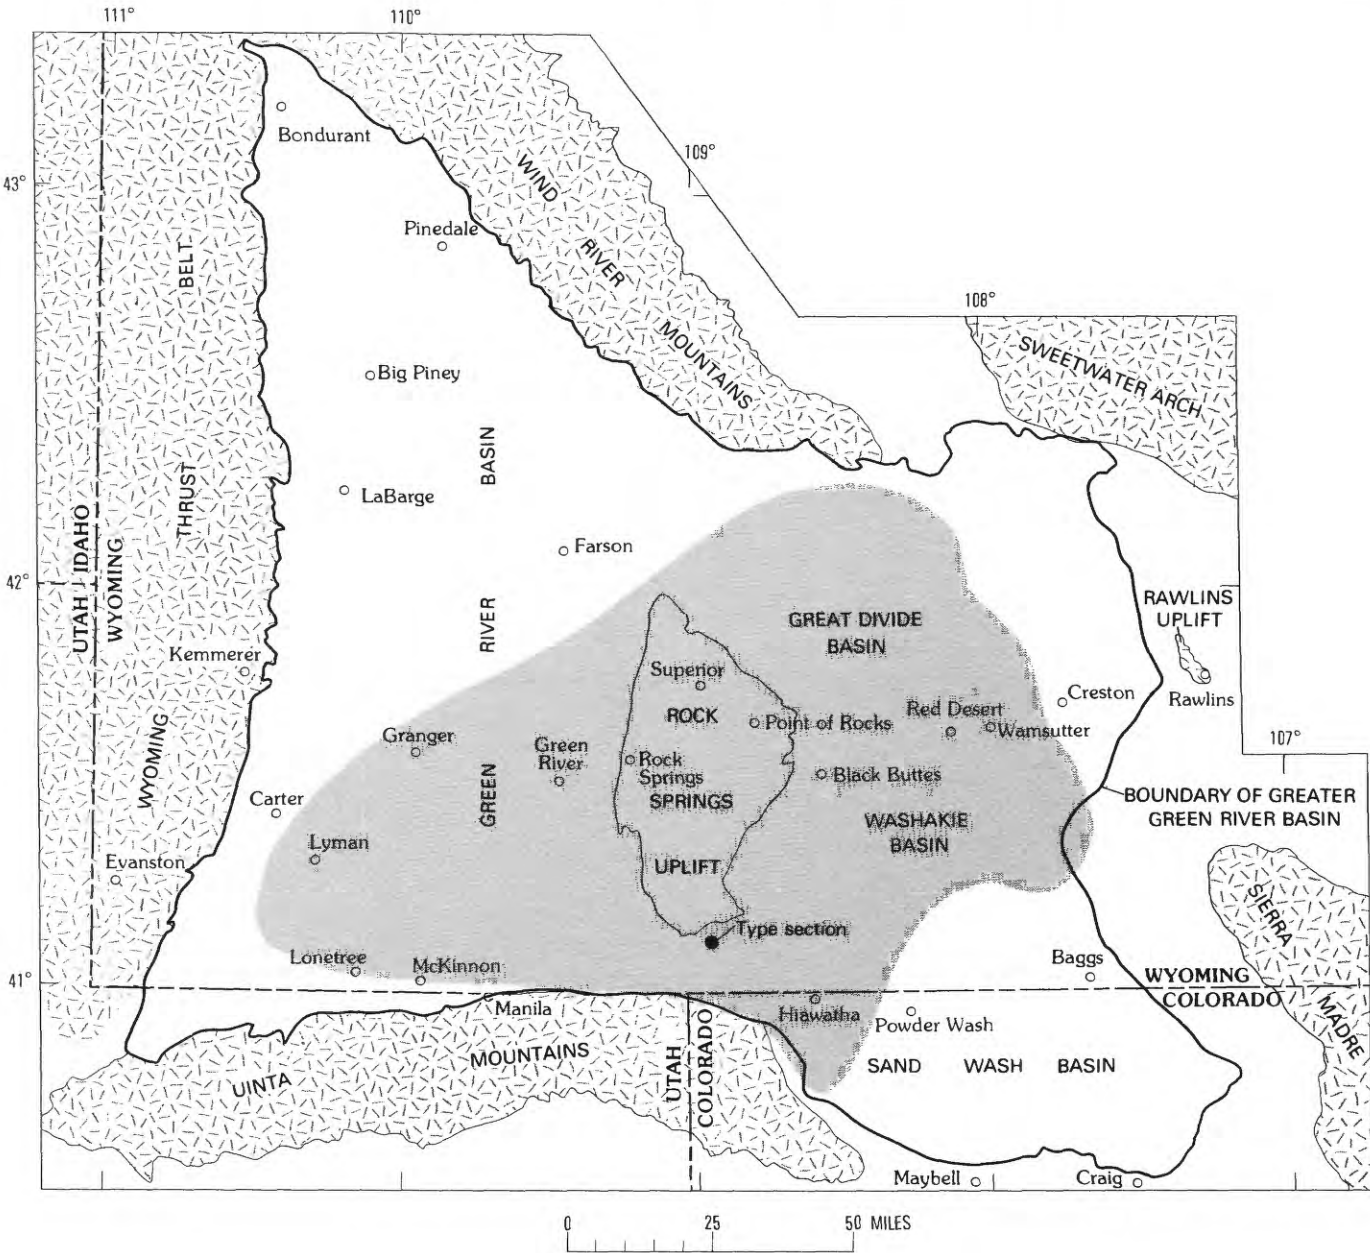 111°
110°
109°
108°
107°
43°
42°
41°
Bondurant
Pinedale
Big Piney
LaBarge
Farson
WIND
RIVER
MOUNTAINS
SWEETWATER ARCH
WYOMING
THRUST
BELT
UTAH
IDAHO
WYOMING
GREEN
RIVER
BASIN
Kemmerer
GREAT DIVIDE
BASIN
RAWLINS
UPLIFT
Rawlins
Superior
ROCK
SPRINGS
UPLIFT
Creston
Red Desert
Wamsutter
Point of Rocks
Granger
Green
River
Rock
Springs
Black Buttes
Carter
Lyman
Evanston
WASHAKIE
BASIN
BOUNDARY OF GREATER
GREEN RIVER BASIN
SIERRA
MADRE
Type section
Lonetree
McKinnon
Baggs
WYOMING
COLORADO
Manila
Hiawatha
Powder Wash
UINTA
MOUNTAINS
UTAH
COLORADO
SAND WASH BASIN
Maybell
Craig
0 25 50 MILES